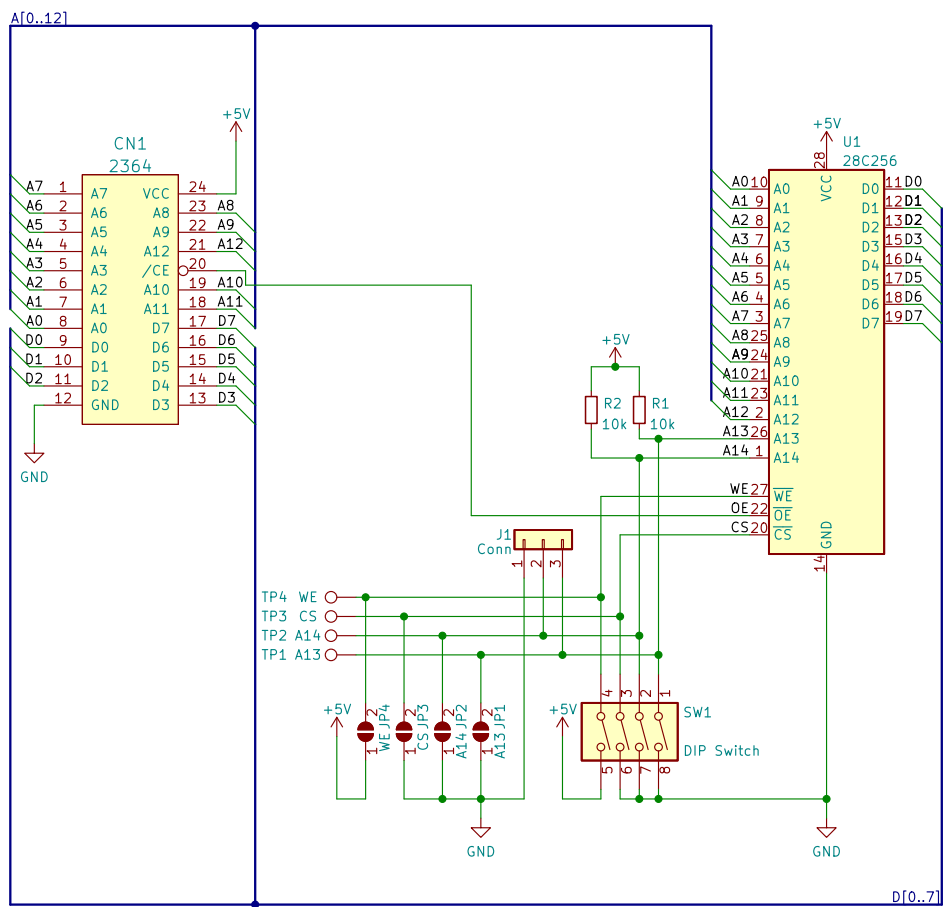 A[0..12]
+5V
CN1
2364
A7 1 A7 VCC 24
A6 2 A6 A8 23 A8
A5 3 A5 A9 22 A9
A4 4 A4 A12 21 A12
A3 5 A3 /CE 20
A2 6 A2 A10 19 A10
A1 7 A1 A11 18 A11
A0 8 A0 D7 17 D7
D0 9 D0 D6 16 D6
D1 10 D1 D5 15 D5
D2 11 D2 D4 14 D4
12 GND D3 13 D3
GND
+5V
U1
28C256
28
VCC
A0 10 A0 D0 11 D0
A1 9 A1 D1 12 D1
A2 8 A2 D2 13 D2
A3 7 A3 D3 15 D3
A4 6 A4 D4 16 D4
A5 5 A5 D5 17 D5
A6 4 A6 D6 18 D6
A7 3 A7 D7 19 D7
A8 25 A8
A9 24 A9
A10 21 A10
A11 23 A11
A12 2 A12
A13 26 A13
A14 1 A14
WE 27 WE
OE 22 OE
CS 20 CS
GND
14
+5V
R2
10k
R1
10k
J1
Conn
1 2 3
TP4 WE
TP3 CS
TP2 A14
TP1 A13
+5V
2 1 WE JP4
2 1 CS JP3
2 1 A14 JP2
2 1 A13 JP1
GND
+5V
4 3 2 1
SW1
DIP Switch
5 6 7 8
GND
D[0..7]